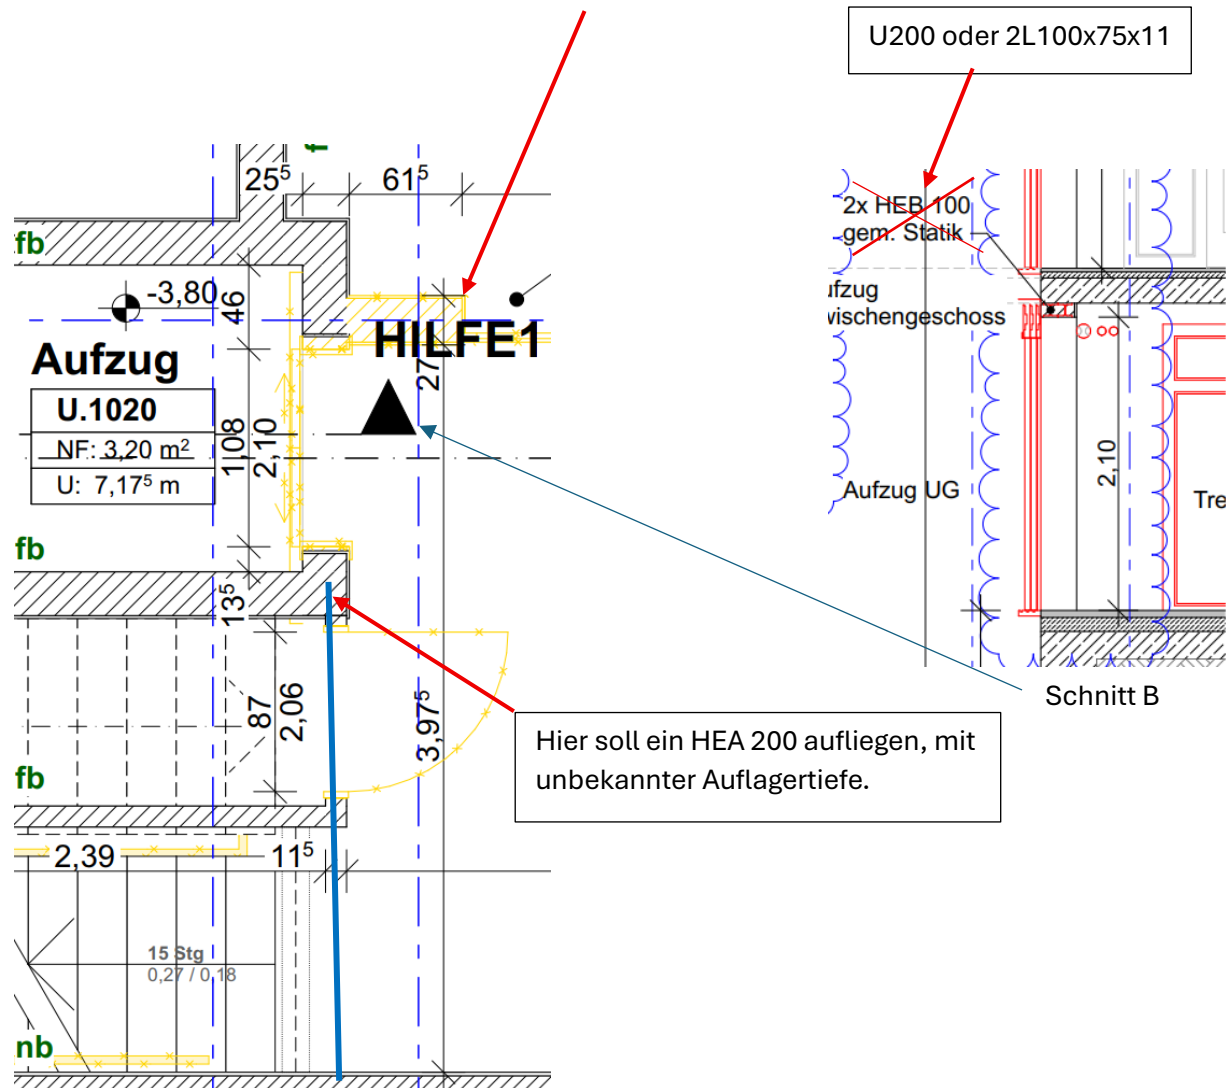 U200 oder 2L100x75x11
25⁵
61⁵
fb
-3,80
46
HILFE1
27
Aufzug
U.1020
NF: 3,20 m²
U: 7,17⁵ m
1,08
2,10
fb
13⁵
87
2,06
3,97⁵
fb
2,39
11⁵
15 Stg
0,27 / 0,18
nb
2x HEB 100
gem. Statik
ufzug
wischengeschoss
Aufzug UG
2,10
Tre
Schnitt B
Hier soll ein HEA 200 aufliegen, mit
unbekannter Auflagertiefe.